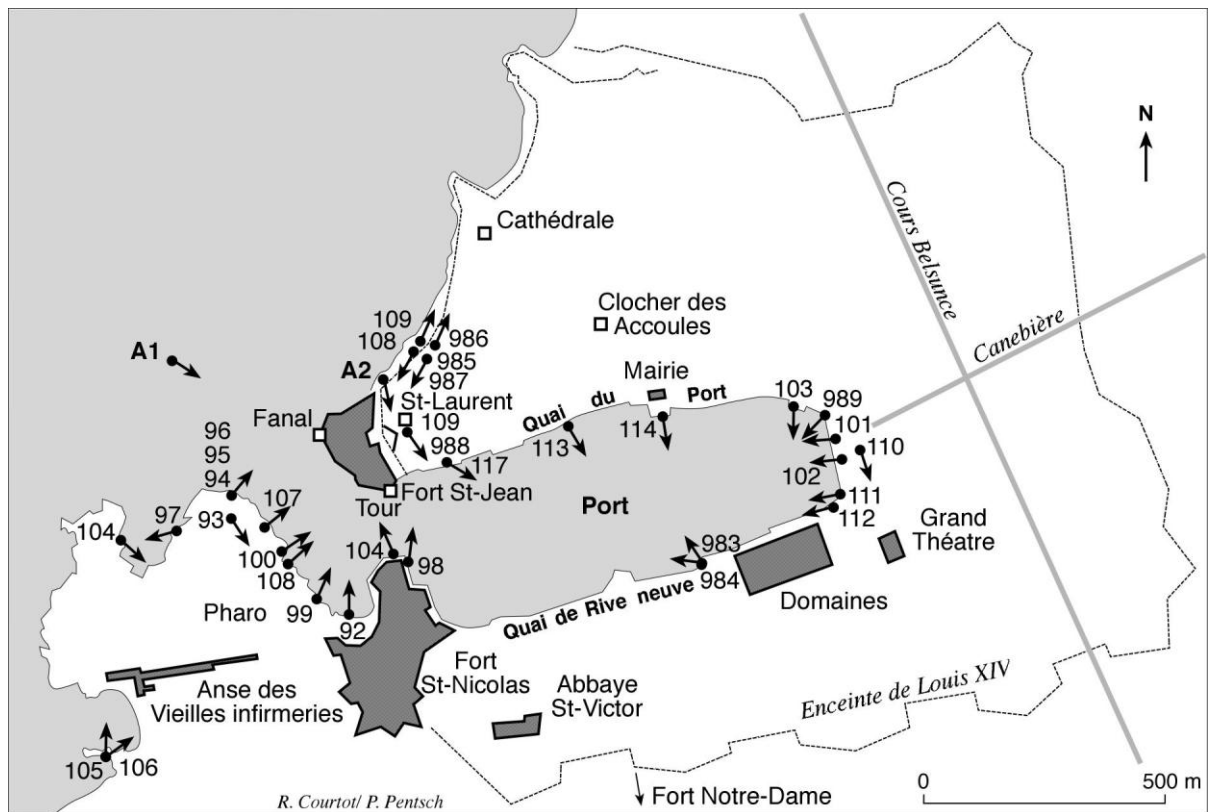 N
Cours Belsunce
Cathédrale
Canebière
Clocher des
Accoules
109
108
986
985
987
A1
A2
Mairie
St-Laurent
109
988
Quai du Port
103
989
101
110
102
Fanal
113
114
117
96
95
94
93
107
97
104
Fort St-Jean
Tour
Port
111
112
Grand
Théatre
104
98
100
108
983
984
Pharo
99
92
Quai de Rive neuve
Domaines
Fort
St-Nicolas
Anse des
Vieilles infirmeries
Abbaye
St-Victor
Enceinte de Louis XIV
105
106
R. Courtot/ P. Pentsch
Fort Notre-Dame
0
500 m